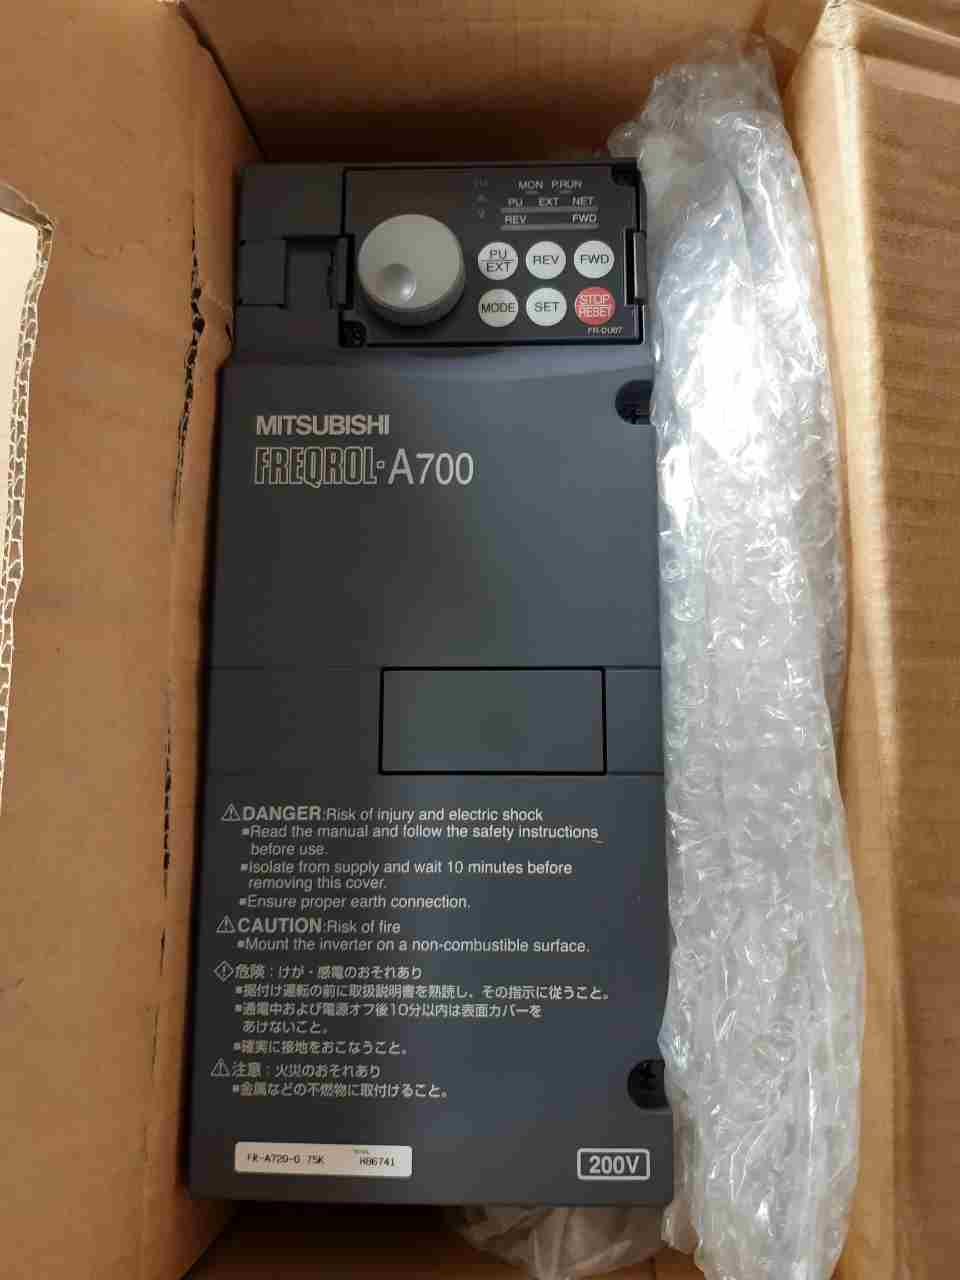 MON P.RUN
PU EXT NET
REV FWD
PU
EXT
REV
FWD
MODE
SET
STOP
RESET
FR-DU07
MITSUBISHI
FREQROL-A700
DANGER:Risk of injury and electric shock
■Read the manual and follow the safety instructions
before use.
■Isolate from supply and wait 10 minutes before
removing this cover.
■Ensure proper earth connection.
CAUTION:Risk of fire
■Mount the inverter on a non-combustible surface.
危険：けが・感電のおそれあり
■据付け運転の前に取扱説明書を熟読し、その指示に従うこと。
■通電中および電源オフ後10分以内は表面カバーを
あけないこと。
■確実に接地をおこなうこと。
注意：火災のおそれあり
■金属などの不燃物に取付けること。
FR-A720-0.75K
H86741
200V